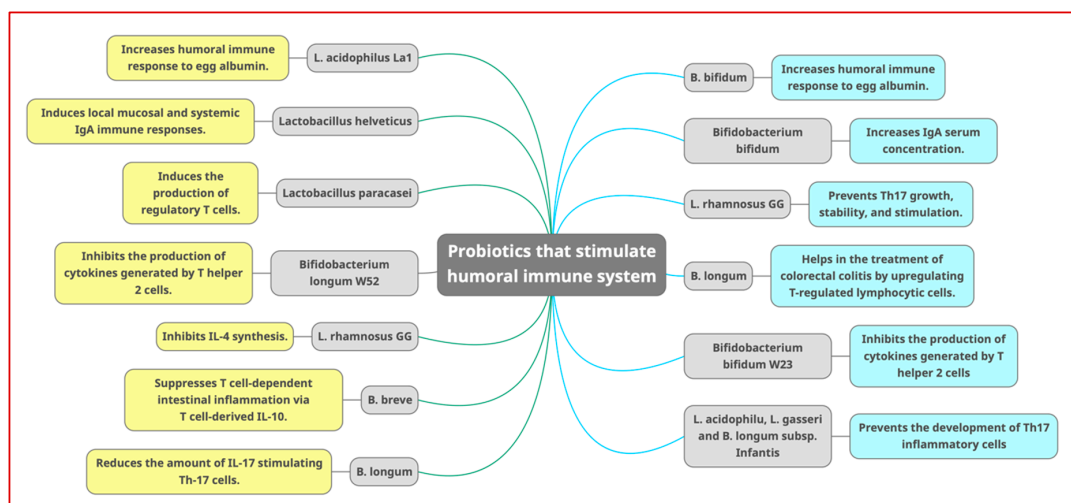 Probiotics that stimulate
humoral immune system
L. acidophilus La1
Increases humoral immune
response to egg albumin.
Lactobacillus helveticus
Induces local mucosal and systemic
IgA immune responses.
Lactobacillus paracasei
Induces the
production of
regulatory T cells.
Bifidobacterium
longum W52
Inhibits the production of
cytokines generated by T helper
2 cells.
L. rhamnosus GG
Inhibits IL-4 synthesis.
B. breve
Suppresses T cell-dependent
intestinal inflammation via
T cell-derived IL-10.
B. longum
Reduces the amount of IL-17 stimulating
Th-17 cells.
B. bifidum
Increases humoral immune
response to egg albumin.
Bifidobacterium
bifidum
Increases IgA serum
concentration.
L. rhamnosus GG
Prevents Th17 growth,
stability, and stimulation.
B. longum
Helps in the treatment of
colorectal colitis by upregulating
T-regulated lymphocytic cells.
Bifidobacterium
bifidum W23
Inhibits the production of
cytokines generated by T
helper 2 cells
L. acidophilu, L. gasseri
and B. longum subsp.
Infantis
Prevents the development of Th17
inflammatory cells